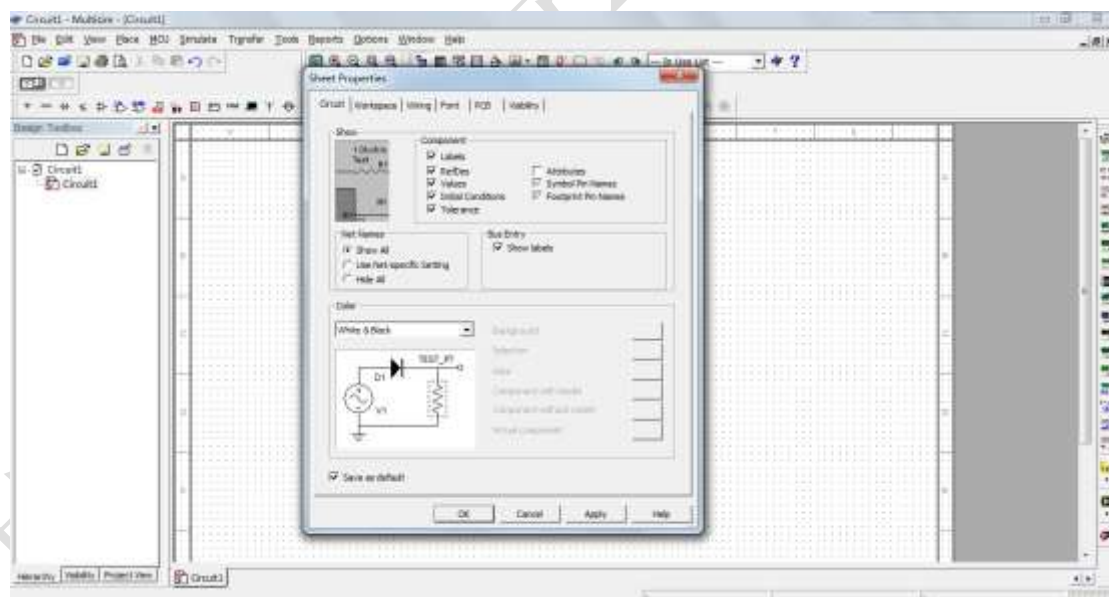 Circuit1 - Multisim - [Circuit1]
File Edit View Place MCU Simulate Transfer Tools Reports Options Window Help
-- In Use List --
Sheet Properties
Circuit Workspace Wiring Font PCB Visibility
Design Toolbox
Circuit1
Circuit1
Show
Component
Labels
RefDes
Values
Initial Conditions
Tolerance
Attributes
Symbol Pin Names
Footprint Pin Names
Net Names
Show All
Use Net-specific Setting
Hide All
Bus Entry
Show labels
Color
White & Black
Background
Selection
Wire
Component with model
Component without model
Virtual component
TEST_PT
D1
V1
Save as default
OK Cancel Apply Help
Hierarchy Visibility Project View
Circuit1